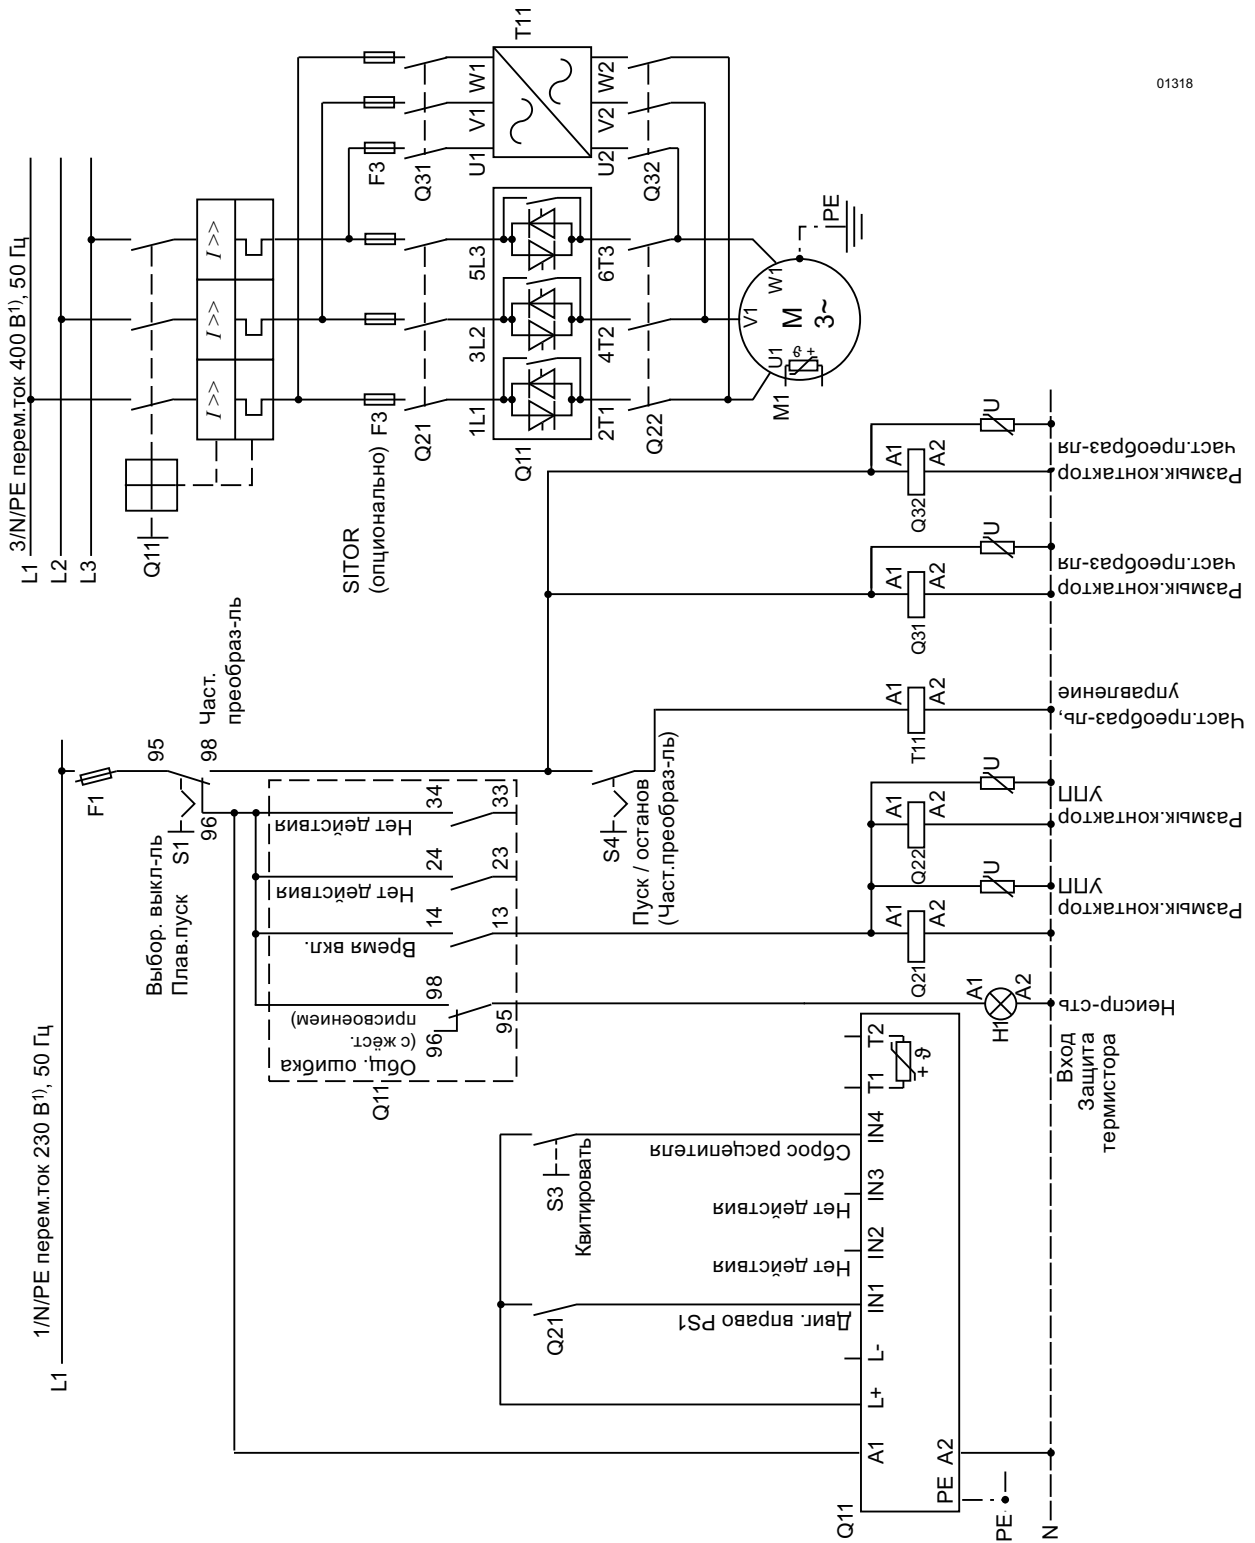 01318
3/N/PE перем.ток 400 В1), 50 Гц
L1
L2
L3
Q11
I >>
I >>
I >>
SITOR
(опционально) F3
F3
Q21
Q31
1L1
3L2
5L3
U1
V1
W1
T11
Q11
2T1
4T2
6T3
U2
V2
W2
Q22
Q32
M1
U1
V1
W1
M
3~
+ϑ
PE
1/N/PE перем.ток 230 В1), 50 Гц
L1
F1
Выбор. выкл-ль
Плав.пуск
S1
95
96
98
Част.
преобраз-ль
Q11
Общ. ошибка
(с жёст.
присвоением)
96
98
95
Время вкл.
14
13
Нет действия
24
23
Нет действия
34
33
S4
Пуск / останов
(Част.преобраз-ль)
Q21
S3
Квитировать
Двиг. вправо PS1
Нет действия
Нет действия
Сброс расцепителя
Q11
A1
L+
L-
IN1
IN2
IN3
IN4
T1
T2
+ ϑ
PE
A2
PE
N
Вход
Защита
термистора
H1
A1
A2
Неиспр-сть
Q21
A1
A2
U
Размык.контактор
УПП
Q22
A1
A2
U
Размык.контактор
УПП
T11
A1
A2
Част.преобраз-ль,
управление
Q31
A1
A2
U
Размык.контактор
част.преобраз-ля
Q32
A1
A2
U
Размык.контактор
част.преобраз-ля